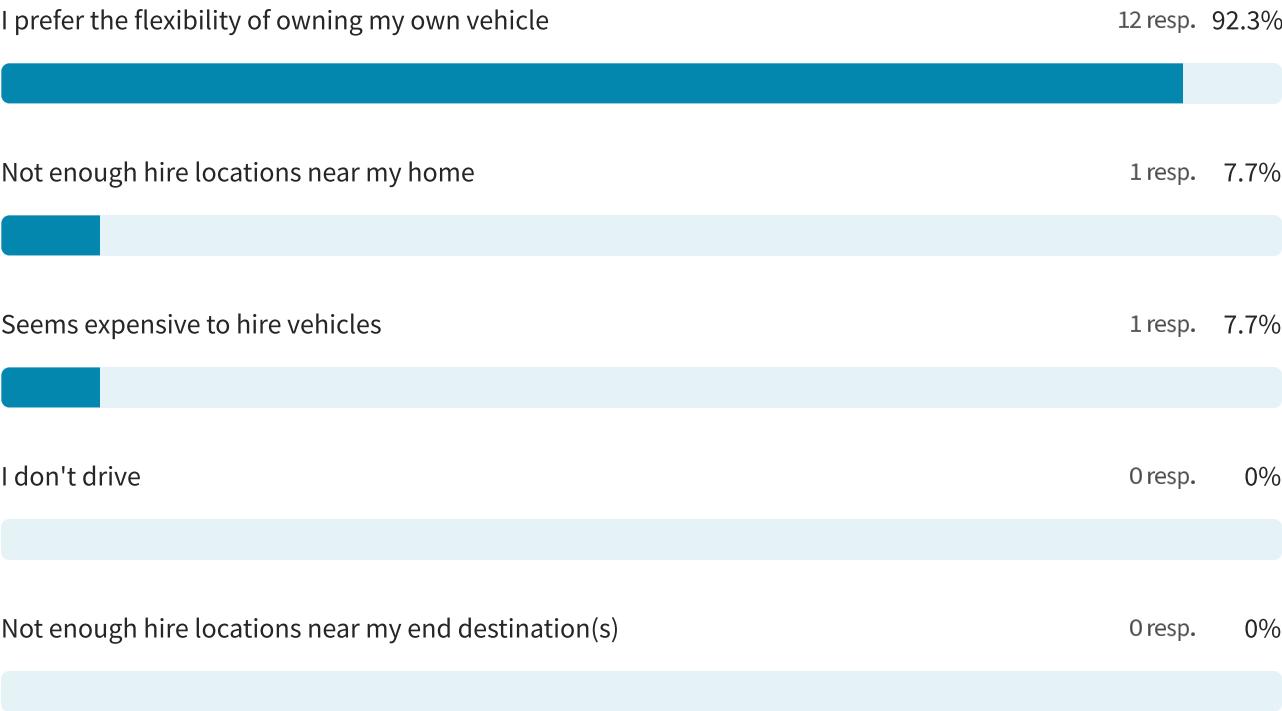 I prefer the flexibility of owning my own vehicle 12 resp. 92.3%
Not enough hire locations near my home 1 resp. 7.7%
Seems expensive to hire vehicles 1 resp. 7.7%
I don't drive 0 resp. 0%
Not enough hire locations near my end destination(s) 0 resp. 0%